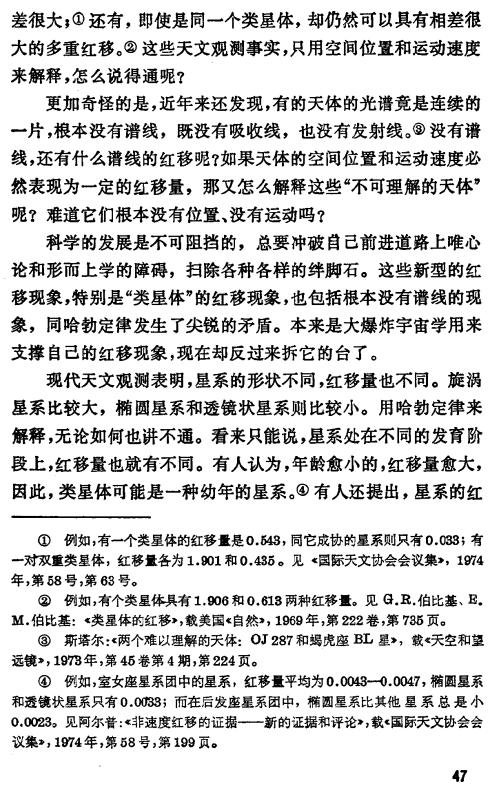 差很大;①还有,即使是同一个类星体,却仍然可以具有相差很
大的多重红移。②这些天文观测事实,只用空间位置和运动速度
来解释,怎么说得通呢?
更加奇怪的是,近年来还发现,有的天体的光谱竟是连续的
一片,根本没有谱线,既没有吸收线,也没有发射线。③没有谱
线,还有什么谱线的红移呢?如果天体的空间位置和运动速度必
然表现为一定的红移量,那又怎么解释这些“不可理解的天体”
呢?难道它们根本没有位置、没有运动吗?
科学的发展是不可阻挡的,总要冲破自己前进道路上唯心
论和形而上学的障碍,扫除各种各样的绊脚石。这些新型的红
移现象,特别是“类星体”的红移现象,也包括根本没有谱线的现
象,同哈勃定律发生了尖锐的矛盾。本来是大爆炸宇宙学用来
支撑自己的红移现象,现在却反过来拆它的台了。
现代天文观测表明,星系的形状不同,红移量也不同。旋涡
星系比较大,椭圆星系和透镜状星系则比较小。用哈勃定律来
解释,无论如何也讲不通。看来只能说,星系处在不同的发育阶
段上,红移量也就有不同。有人认为,年龄愈小的,红移量愈大,
因此,类星体可能是一种幼年的星系。④有人还提出,星系的红
① 例如,有一个类星体的红移量是0.543,同它成协的星系则只有0.033;有
一对双重类星体,红移量各为1.901和0.435。见《国际天文协会会议集》,1974
年,第58号,第63号。
② 例如,有个类星体具有1.906和0.613两种红移量。见G.R.伯比基、E.
M.伯比基:《类星体的红移》,载美国《自然》,1969年,第222卷,第735页。
③ 斯塔尔:《两个难以理解的天体:OJ 287和蝎虎座BL星》,载《天空和望
远镜》,1973年,第45卷第4期,第224页。
④ 例如,室女座星系团中的星系,红移量平均为0.0043—0.0047,椭圆星系
和透镜状星系只有0.0033;而在后发座星系团中,椭圆星系比其他星系总是小
0.0023。见阿尔普:《非速度红移的证据——新的证据和评论》,载《国际天文协会会
议集》,1974年,第58号,第199页。
47